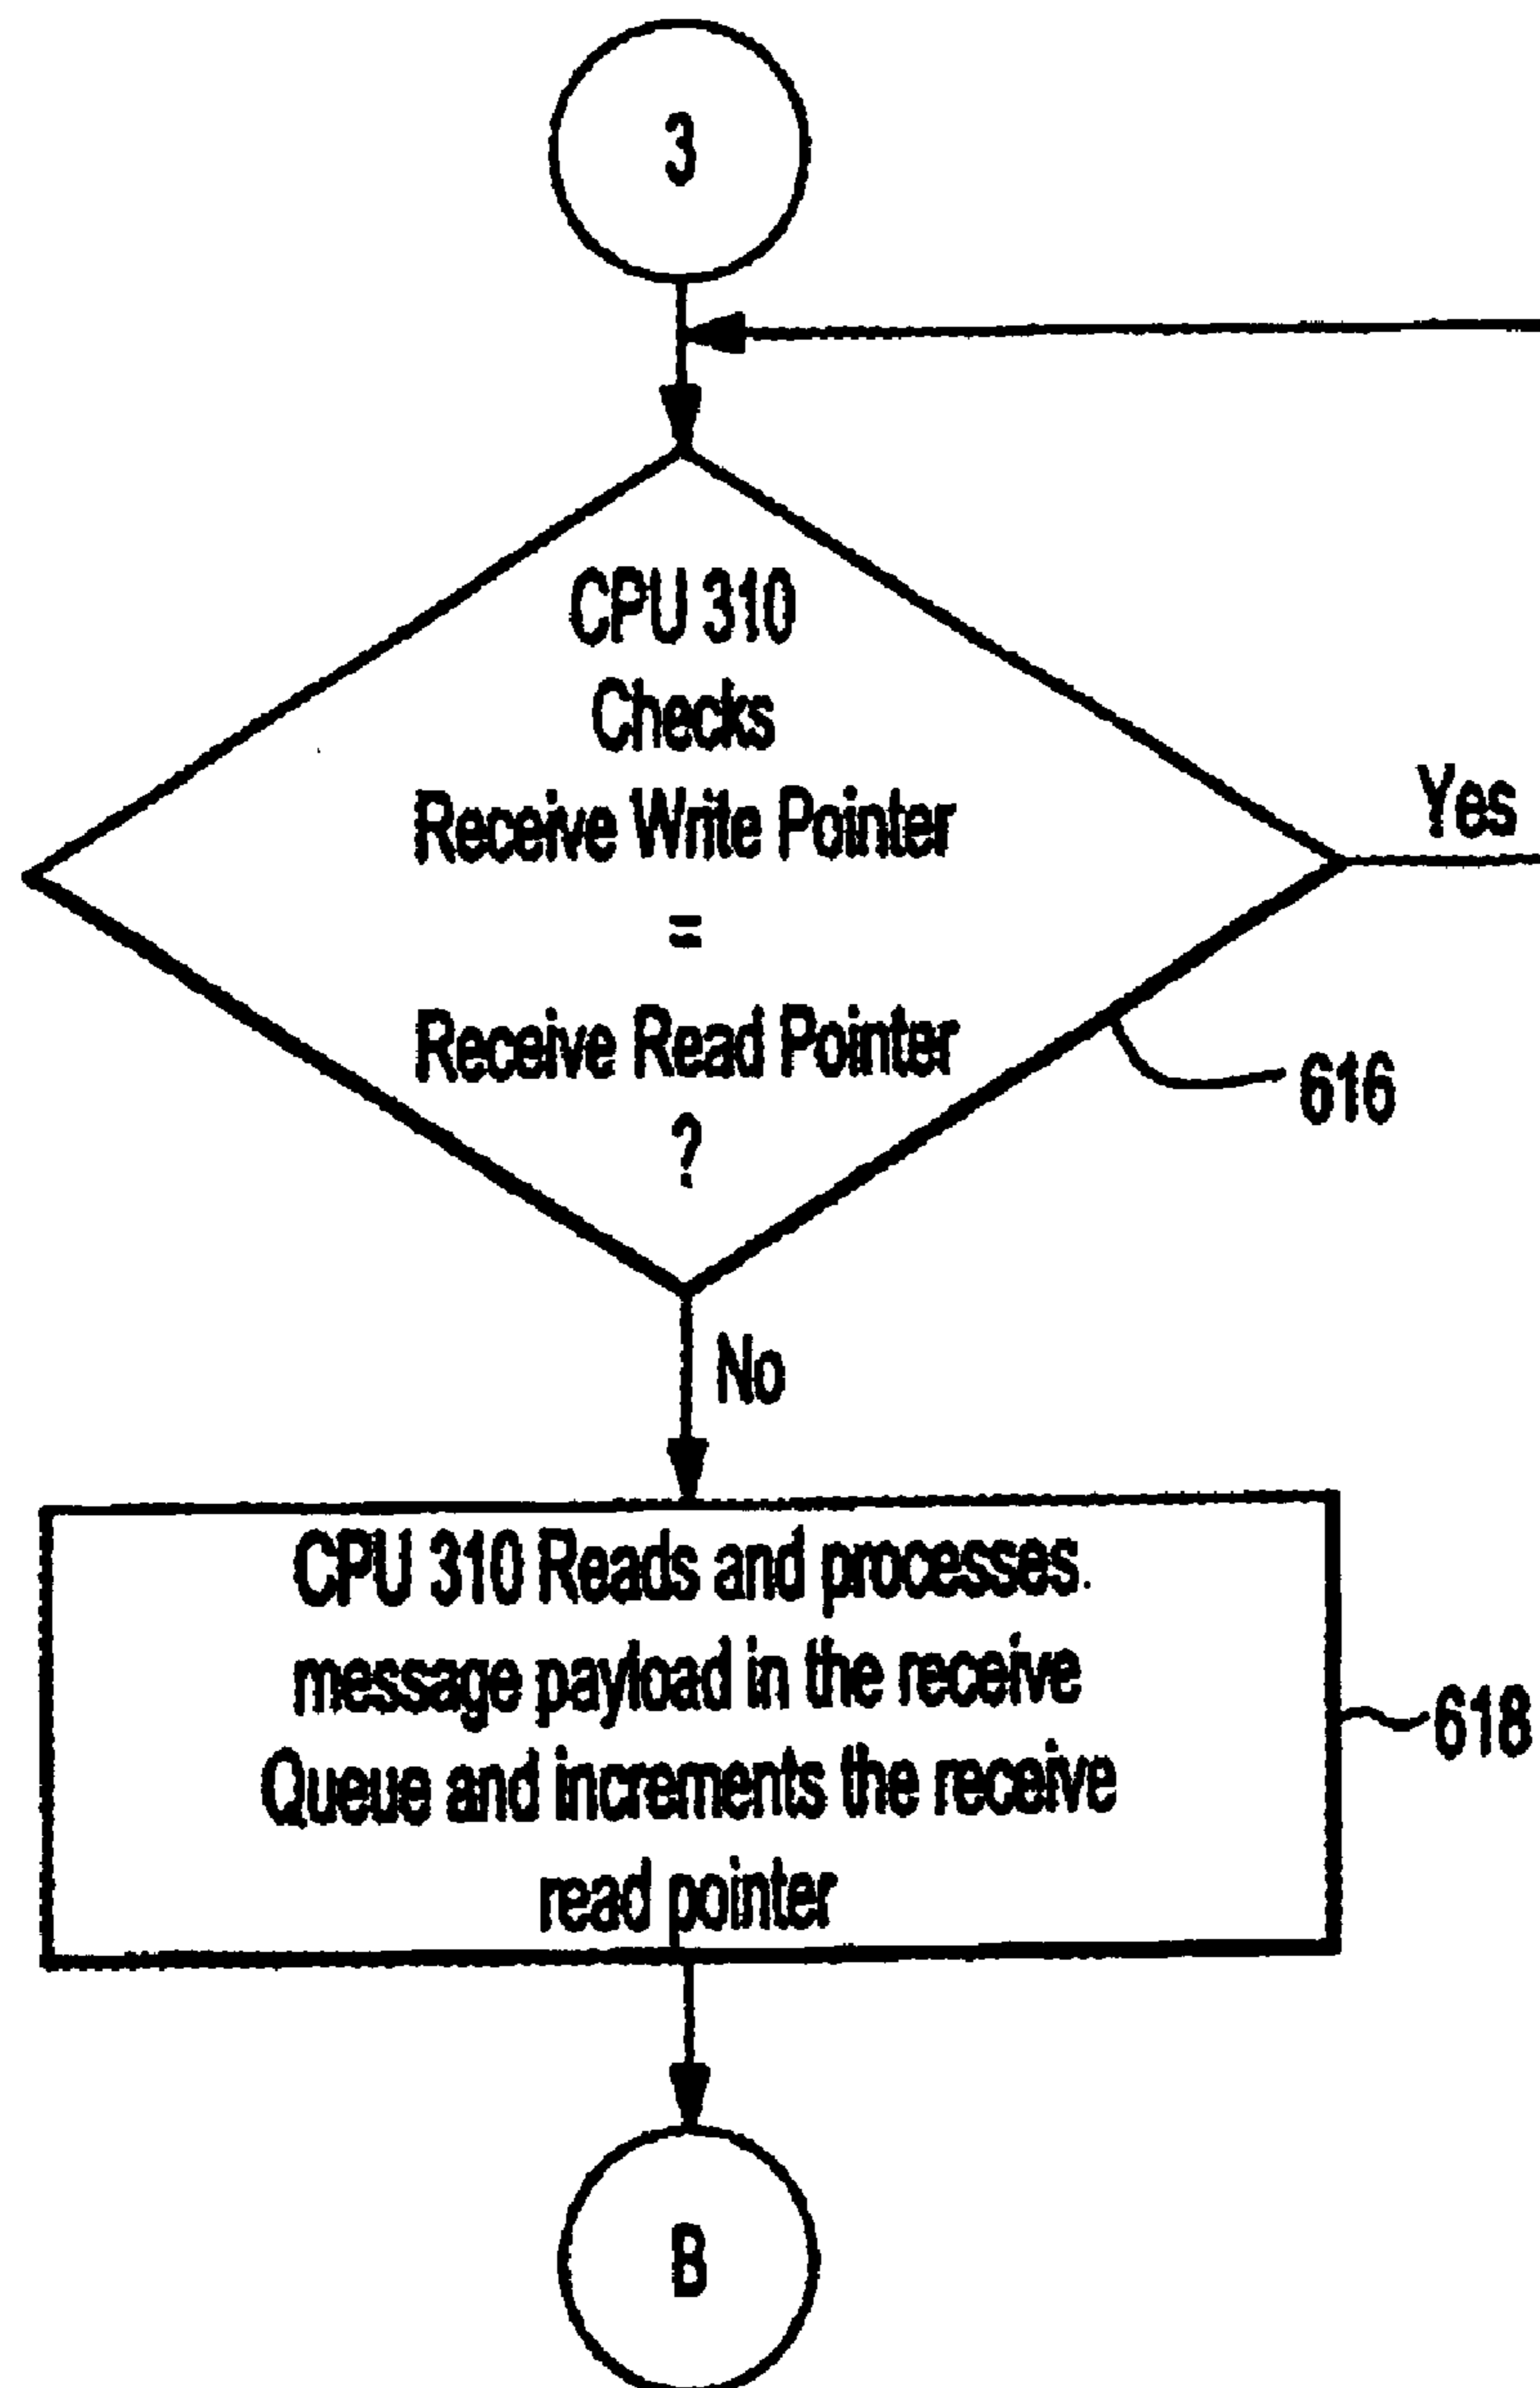 3
CPU 310
Checks
Receive Write Pointer
=
Receive Read Pointer
?
Yes
616
No
CPU 310 Reads and processes.
message payload in the receive
Queue and increments the receive
read pointer
618
B